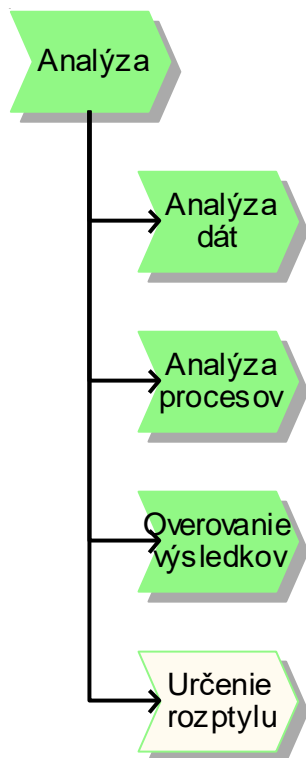 Analýza
Analýza
dát
Analýza
procesov
Overovanie
výsledkov
Určenie
rozptylu